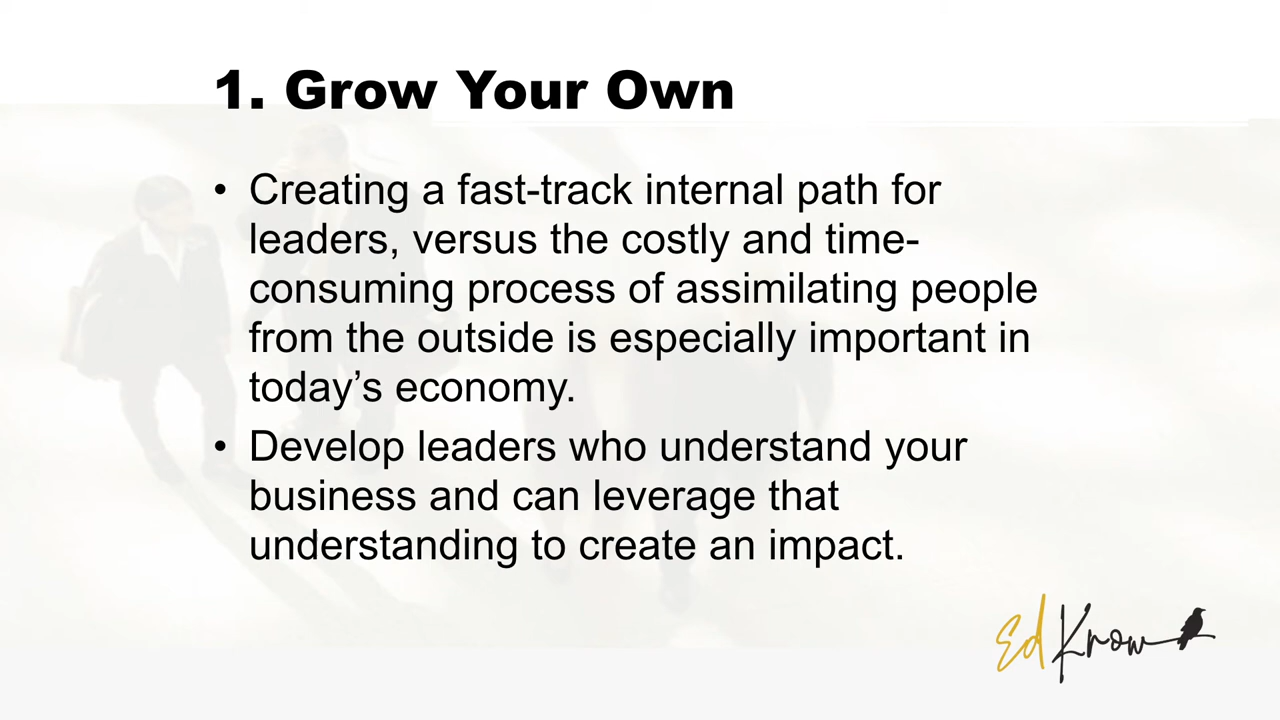 1. Grow Your Own
• Creating a fast-track internal path for
leaders, versus the costly and time-
consuming process of assimilating people
from the outside is especially important in
today’s economy.
• Develop leaders who understand your
business and can leverage that
understanding to create an impact.
Ed Know